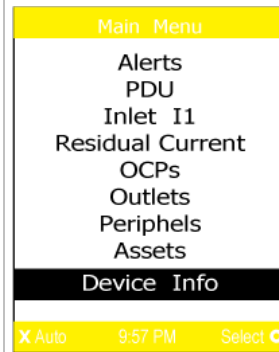 Main Menu
Alerts
PDU
Inlet I1
Residual Current
OCPs
Outlets
Periphels
Assets
Device Info
X Auto 9:57 PM Select O